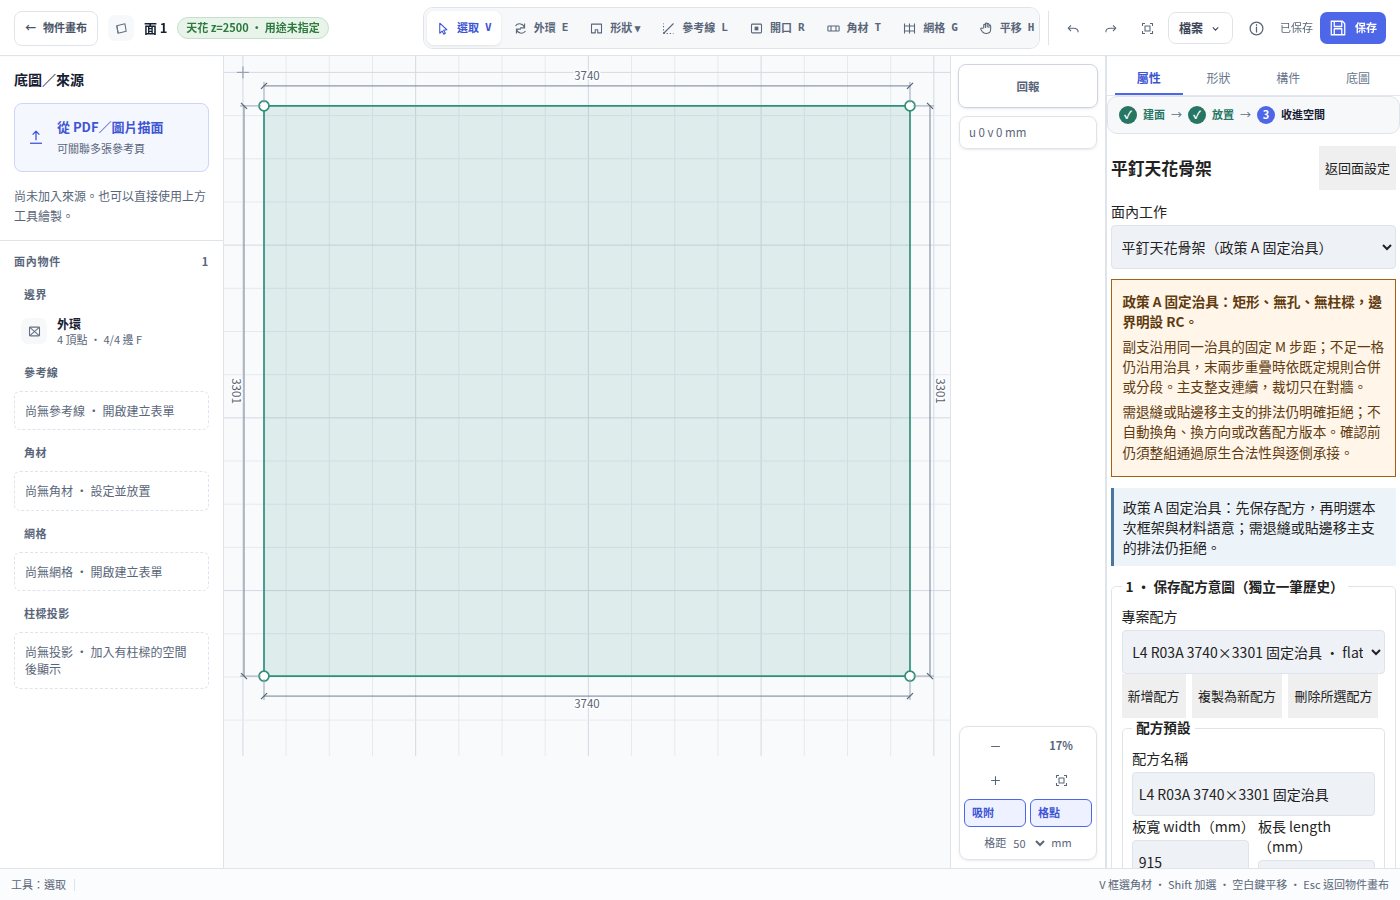 ← 物件畫布
面 1
天花 z=2500 · 用途未指定
選取 V
外環 E
形狀▾
參考線 L
開口 R
角材 T
網格 G
平移 H
檔案
已保存
保存
底圖／來源
從 PDF／圖片描面
可關聯多張參考頁
尚未加入來源。也可以直接使用上方
工具繪製。
面內物件 1
邊界
外環
4 頂點 · 4/4 邊 F
參考線
尚無參考線 · 開啟建立表單
角材
尚無角材 · 設定並放置
網格
尚無網格 · 開啟建立表單
柱樑投影
尚無投影 · 加入有柱樑的空間
後顯示
3740
3301
3301
3740
回報
u 0 v 0 mm
17%
吸附
格點
格距 50 mm
屬性
形狀
構件
底圖
✓ 建面 → ✓ 放置 → 3 收進空間
平釘天花骨架
返回面設定
面內工作
平釘天花骨架（政策 A 固定治具）
政策 A 固定治具：矩形、無孔、無柱樑，邊
界明設 RC。
副支沿用同一治具的固定 M 步距；不足一格
仍沿用治具，末兩步重疊時依既定規則合併
或分段。主支整支連續，裁切只在對牆。
需退縫或貼邊移主支的排法仍明確拒絕；不
自動換角、換方向或改舊配方版本。確認前
仍須整組通過原生合法性與逐側承接。
政策 A 固定治具：先保存配方，再明選本
次框架與材料語意；需退縫或貼邊移主支
的排法仍拒絕。
1 · 保存配方意圖（獨立一筆歷史）
專案配方
L4 R03A 3740×3301 固定治具 · flat
新增配方
複製為新配方
刪除所選配方
配方預設
配方名稱
L4 R03A 3740×3301 固定治具
板寬 width（mm）
板長 length
（mm）
915
工具：選取
V 框選角材 · Shift 加選 · 空白鍵平移 · Esc 返回物件畫布